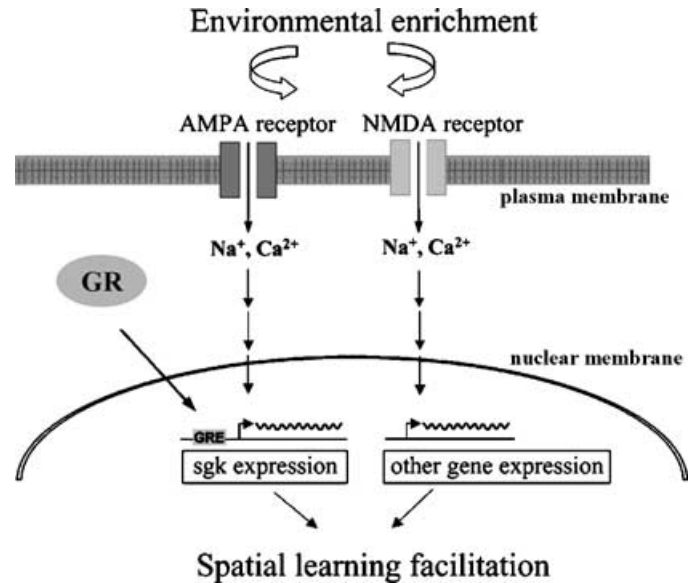 Environmental enrichment
AMPA receptor NMDA receptor
plasma membrane
Na⁺, Ca²⁺ Na⁺, Ca²⁺
GR
nuclear membrane
GRE
sgk expression other gene expression
Spatial learning facilitation